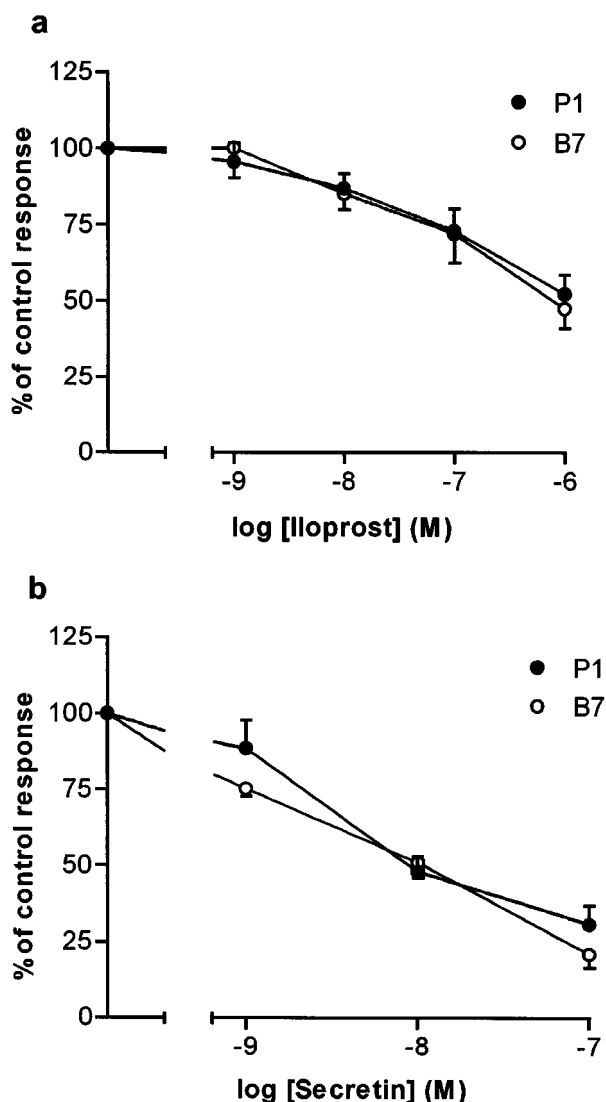 a
125
100
75
50
25
0
% of control response
P1
B7
-9 -8 -7 -6
log [Iloprost] (M)
b
125
100
75
50
25
0
% of control response
P1
B7
-9 -8 -7
log [Secretin] (M)